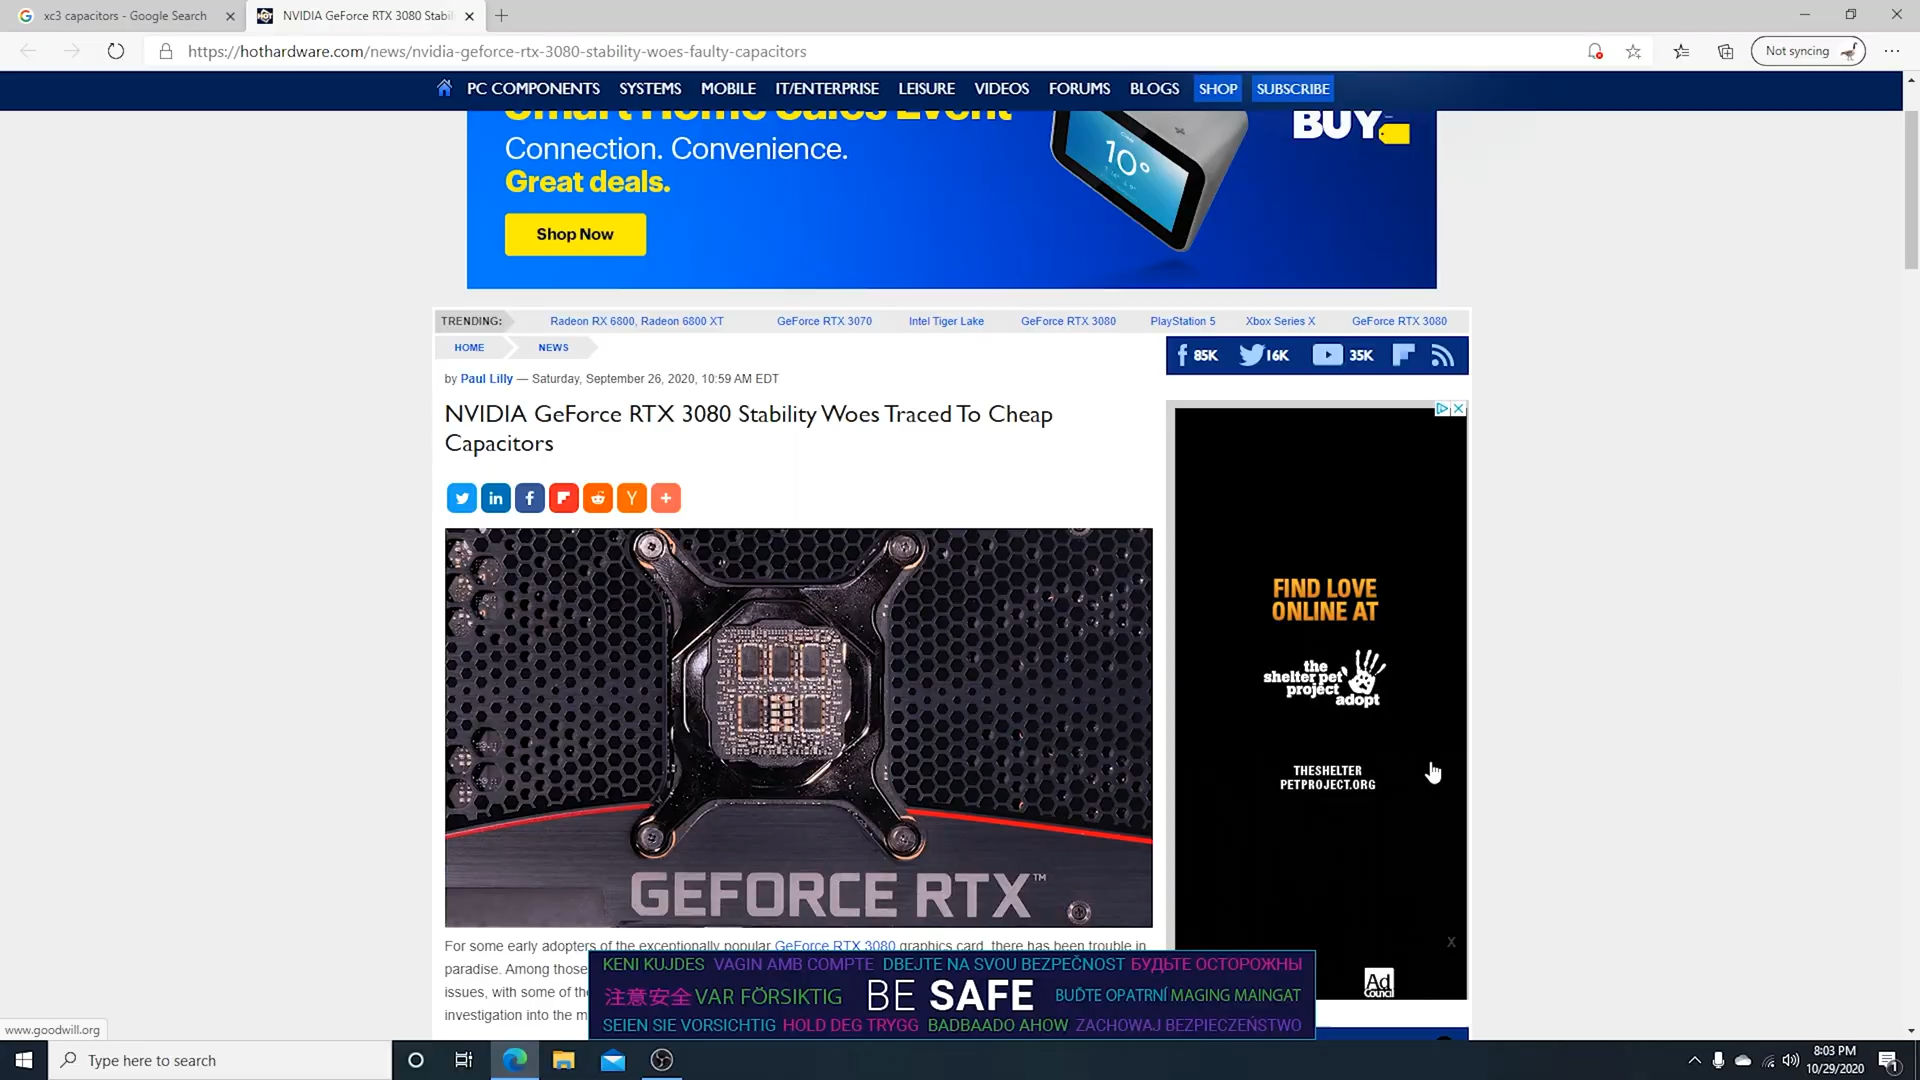 xc3 capacitors - Google Search
NVIDIA GeForce RTX 3080 Stabil
https://hothardware.com/news/nvidia-geforce-rtx-3080-stability-woes-faulty-capacitors
Not syncing
PC COMPONENTS SYSTEMS MOBILE IT/ENTERPRISE LEISURE VIDEOS FORUMS BLOGS SHOP SUBSCRIBE
Smart Home Sales Event
Connection. Convenience.
Great deals.
Shop Now
10°
BUY
TRENDING: Radeon RX 6800, Radeon 6800 XT GeForce RTX 3070 Intel Tiger Lake GeForce RTX 3080 PlayStation 5 Xbox Series X GeForce RTX 3080
HOME NEWS
85K 16K 35K
by Paul Lilly — Saturday, September 26, 2020, 10:59 AM EDT
NVIDIA GeForce RTX 3080 Stability Woes Traced To Cheap
Capacitors
GEFORCE RTX™
FIND LOVE
ONLINE AT
the
shelter pet
project
adopt
THESHELTER
PETPROJECT.ORG
X
Ad
Council
For some early adopters of the exceptionally popular GeForce RTX 3080 graphics card, there has been trouble in
paradise. Among those
issues, with some of the
investigation into the m
KENI KUJDES VAGIN AMB COMPTE DBEJTE NA SVOU BEZPEČNOST БУДЬТЕ ОСТОРОЖНЫ
注意安全 VAR FÖRSIKTIG BE SAFE BUĎTE OPATRNÍ MAGING MAINGAT
SEIEN SIE VORSICHTIG HOLD DEG TRYGG BADBAADO AHOW ZACHOWAJ BEZPIECZEŃSTWO
www.goodwill.org
Type here to search
8:03 PM
10/29/2020
1